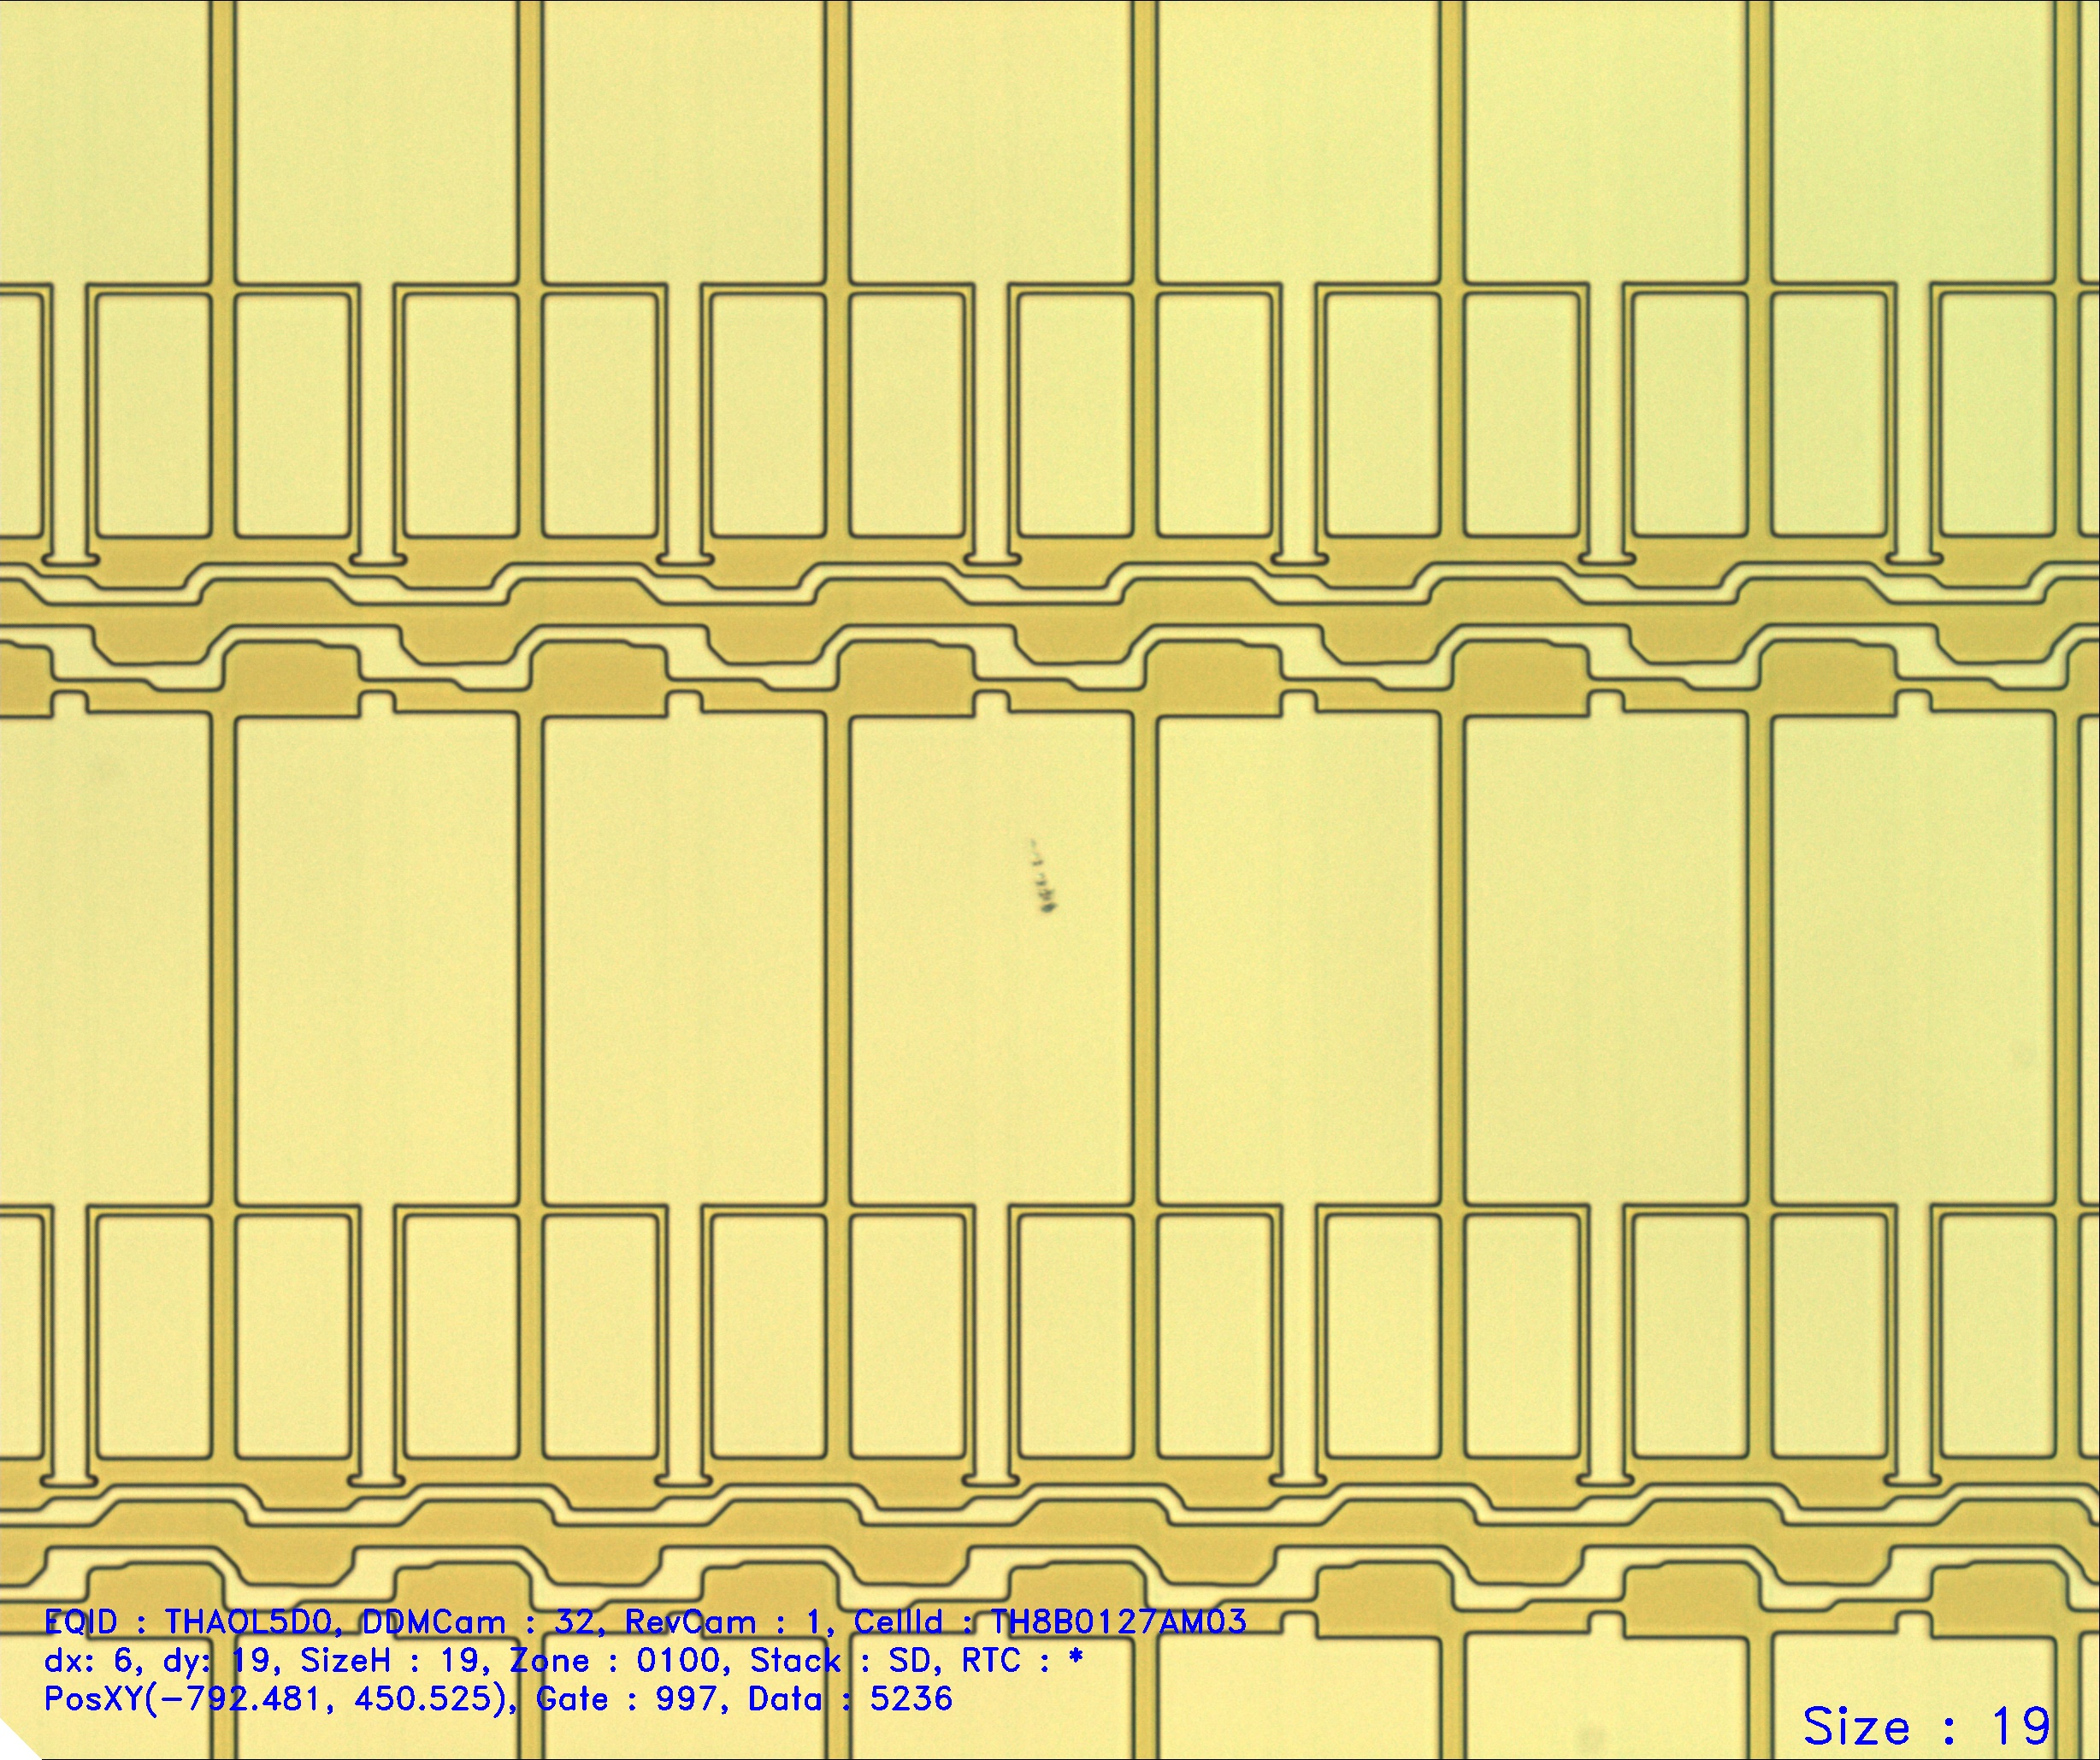 EQID : THAOL5D0, DDMCam : 32, RevCam : 1, CellId : TH8B0127AM03
dx: 6, dy: 19, SizeH : 19, Zone : 0100, Stack : SD, RTC : *
PosXY(-792.481, 450.525), Gate : 997, Data : 5236
Size : 19